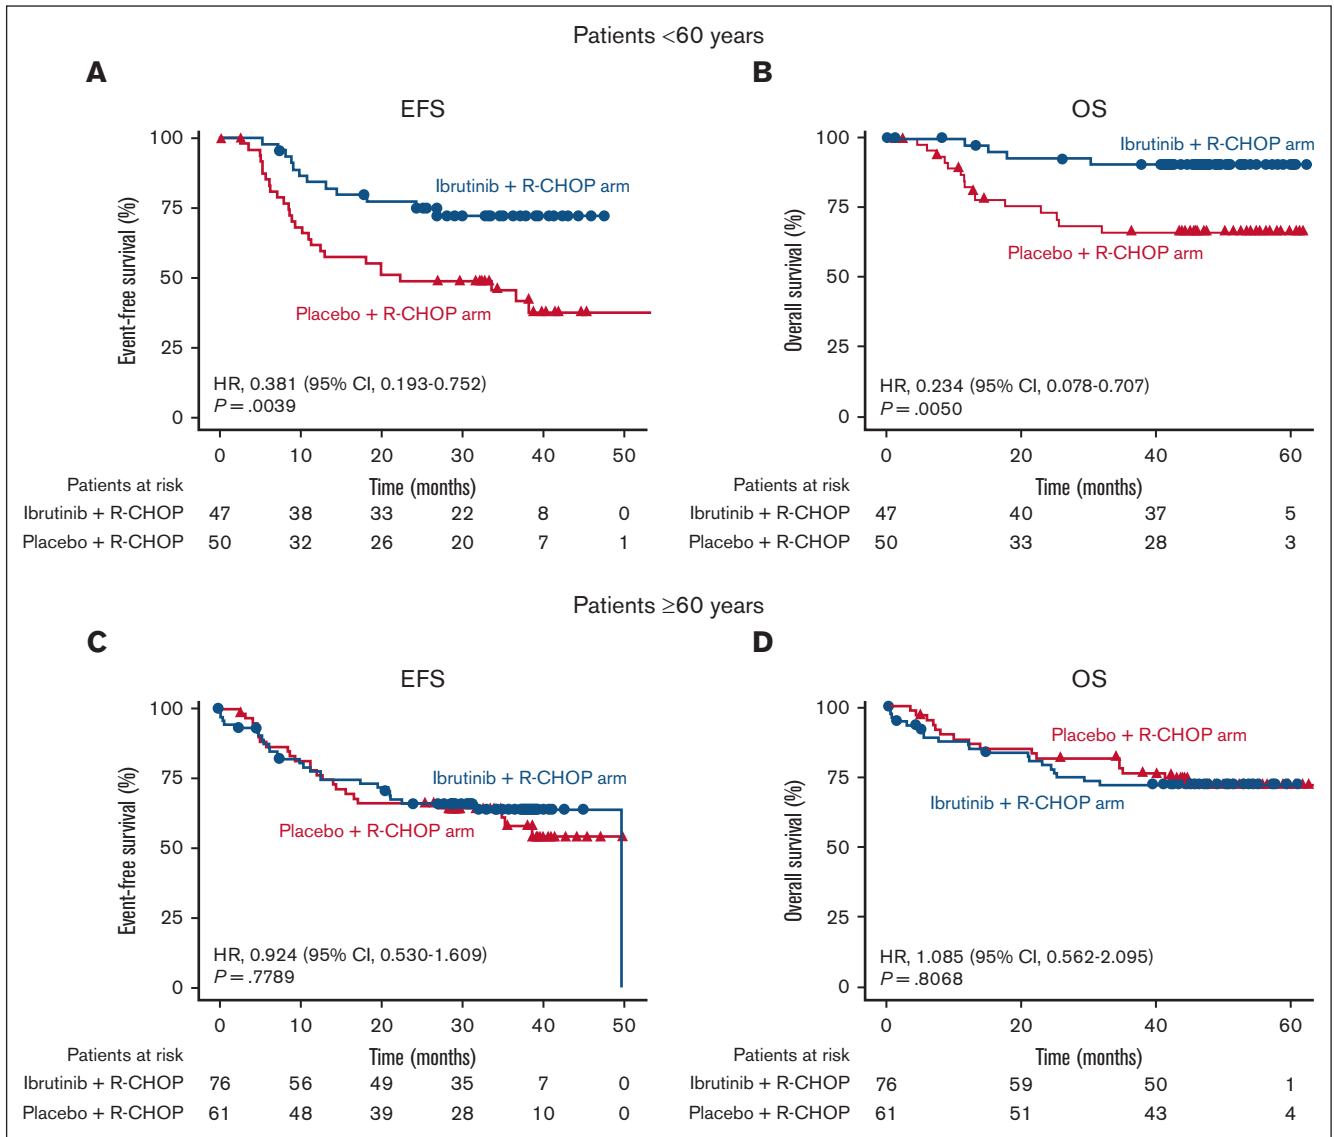 Patients <60 years
A
EFS
Event-free survival (%)
100
75
50
25
0
Ibrutinib + R-CHOP arm
Placebo + R-CHOP arm
HR, 0.381 (95% CI, 0.193-0.752)
P = .0039
0 10 20 30 40 50
Patients at risk Time (months)
Ibrutinib + R-CHOP 47 38 33 22 8 0
Placebo + R-CHOP 50 32 26 20 7 1
B
OS
Overall survival (%)
100
75
50
25
0
Ibrutinib + R-CHOP arm
Placebo + R-CHOP arm
HR, 0.234 (95% CI, 0.078-0.707)
P = .0050
0 20 40 60
Patients at risk Time (months)
Ibrutinib + R-CHOP 47 40 37 5
Placebo + R-CHOP 50 33 28 3
Patients ≥60 years
C
EFS
Event-free survival (%)
100
75
50
25
0
Ibrutinib + R-CHOP arm
Placebo + R-CHOP arm
HR, 0.924 (95% CI, 0.530-1.609)
P = .7789
0 10 20 30 40 50
Patients at risk Time (months)
Ibrutinib + R-CHOP 76 56 49 35 7 0
Placebo + R-CHOP 61 48 39 28 10 0
D
OS
Overall survival (%)
100
75
50
25
0
Placebo + R-CHOP arm
Ibrutinib + R-CHOP arm
HR, 1.085 (95% CI, 0.562-2.095)
P = .8068
0 20 40 60
Patients at risk Time (months)
Ibrutinib + R-CHOP 76 59 50 1
Placebo + R-CHOP 61 51 43 4